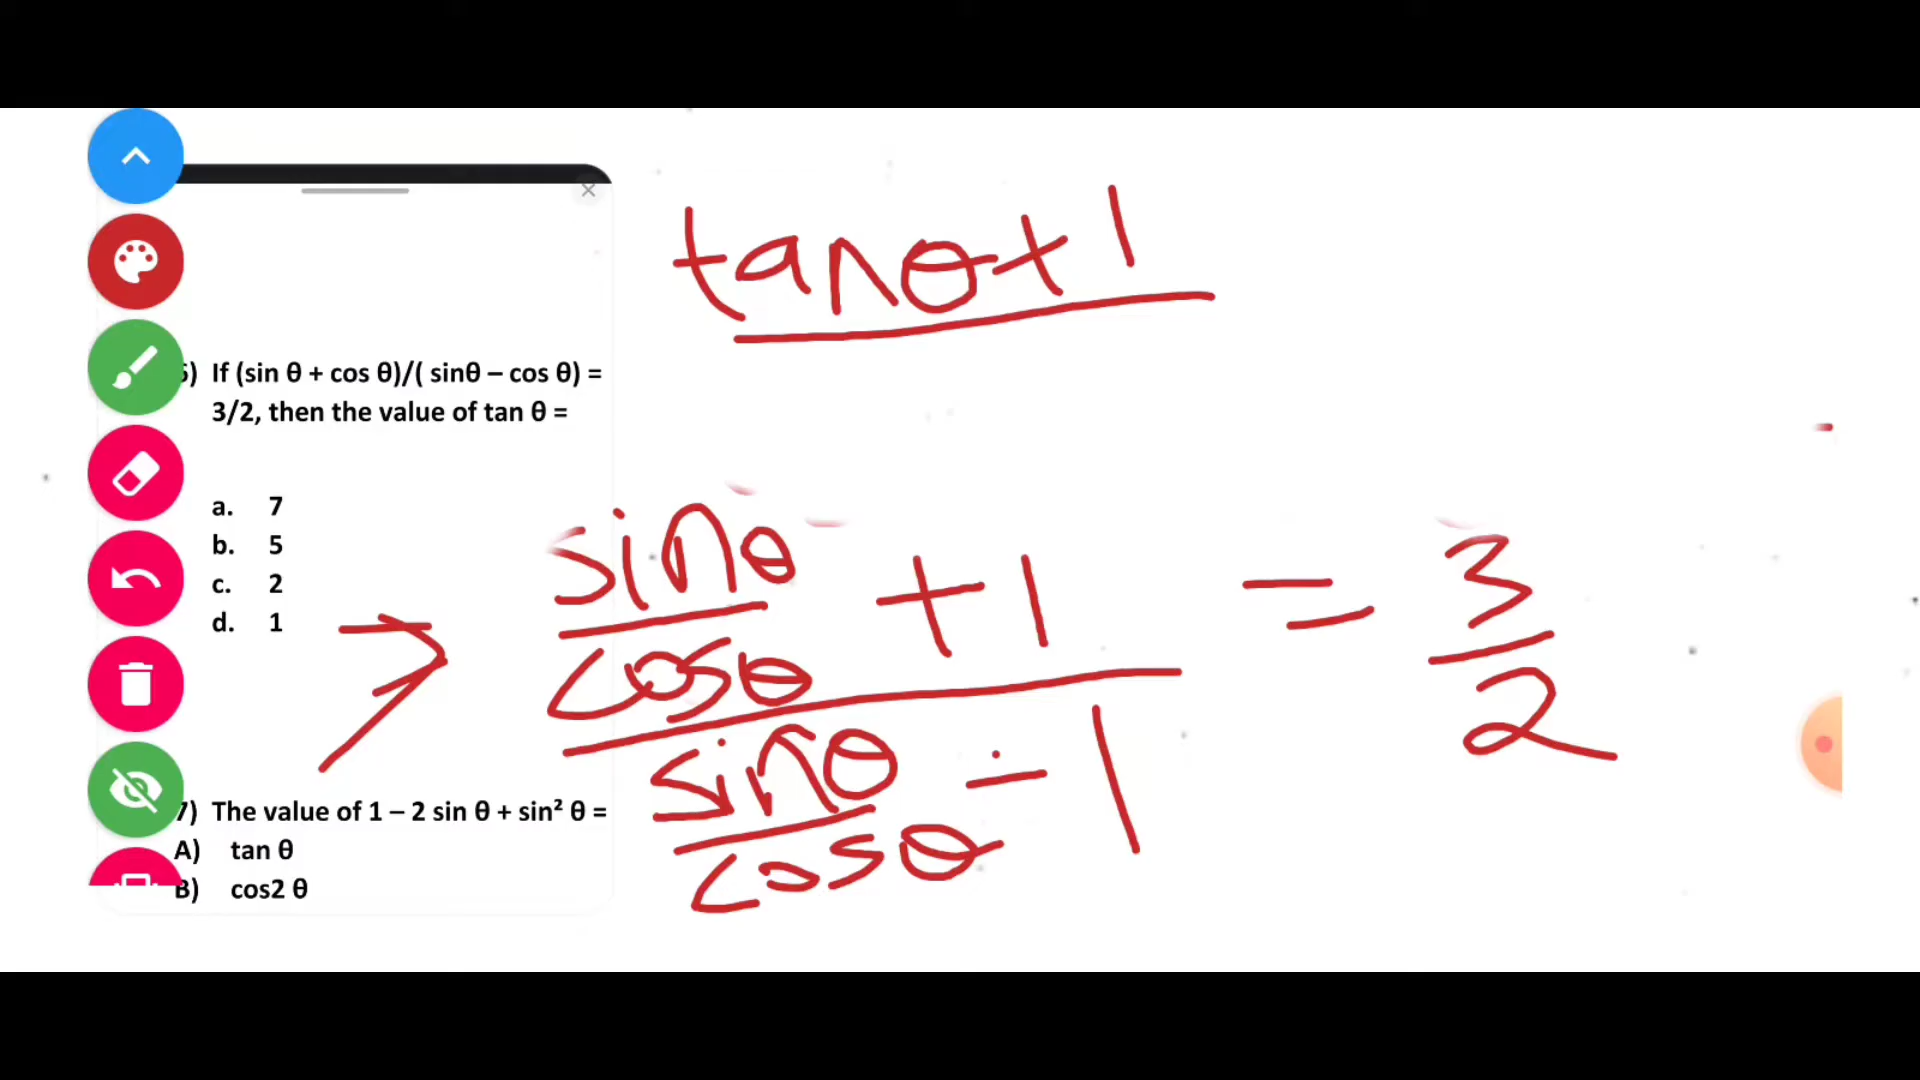 6) If (sin θ + cos θ)/( sinθ – cos θ) =
3/2, then the value of tan θ =
a. 7
b. 5
c. 2
d. 1
7) The value of 1 – 2 sin θ + sin² θ =
A) tan θ
B) cos2 θ
tanθ+1
sinθ
cosθ
+1
sinθ
cosθ
-1
=
3
2